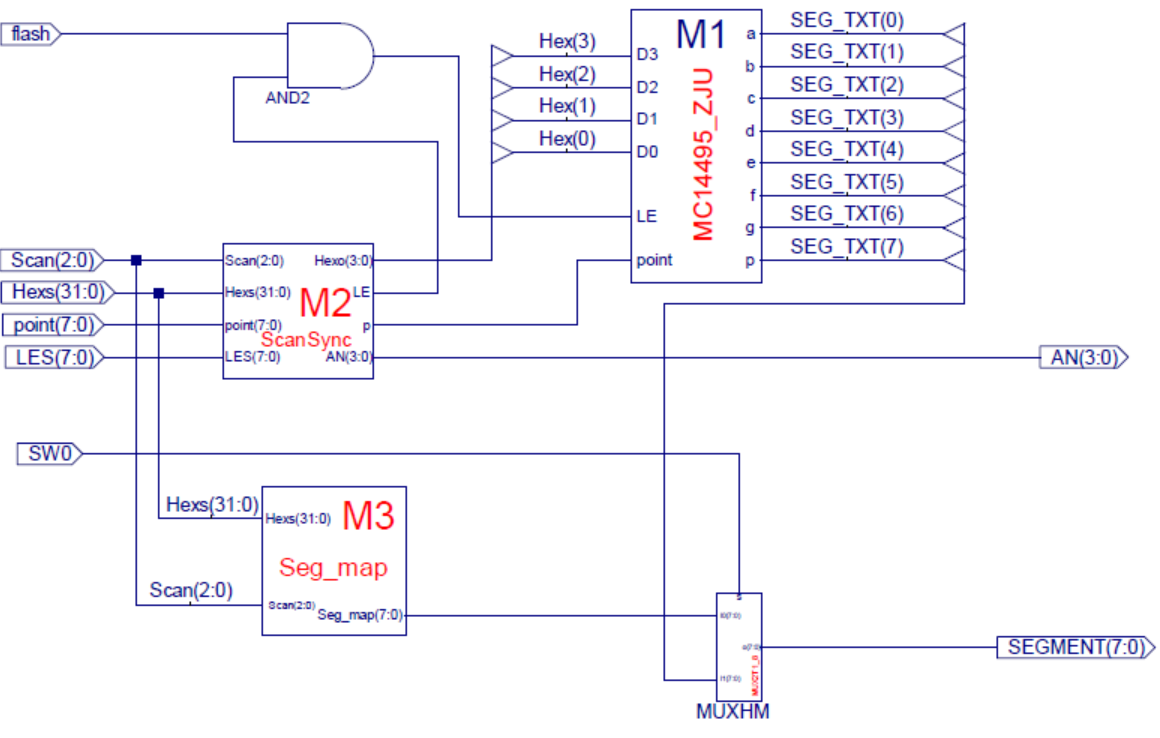 flash
AND2
Hex(3)
Hex(2)
Hex(1)
Hex(0)
M1
MC14495_ZJU
D3
D2
D1
D0
LE
point
a
b
c
d
e
f
g
p
SEG_TXT(0)
SEG_TXT(1)
SEG_TXT(2)
SEG_TXT(3)
SEG_TXT(4)
SEG_TXT(5)
SEG_TXT(6)
SEG_TXT(7)
Scan(2:0)
Hexs(31:0)
point(7:0)
LES(7:0)
Scan(2:0)
Hexo(3:0)
Hexs(31:0)
LE
M2
point(7:0)
p
ScanSync
LES(7:0)
AN(3:0)
AN(3:0)
SW0
Hexs(31:0)
Scan(2:0)
Hexs(31:0)
M3
Seg_map
Scan(2:0)
Seg_map(7:0)
s
I0(7:0)
o(7:0)
I1(7:0)
MUX2T1_8
MUXHM
SEGMENT(7:0)